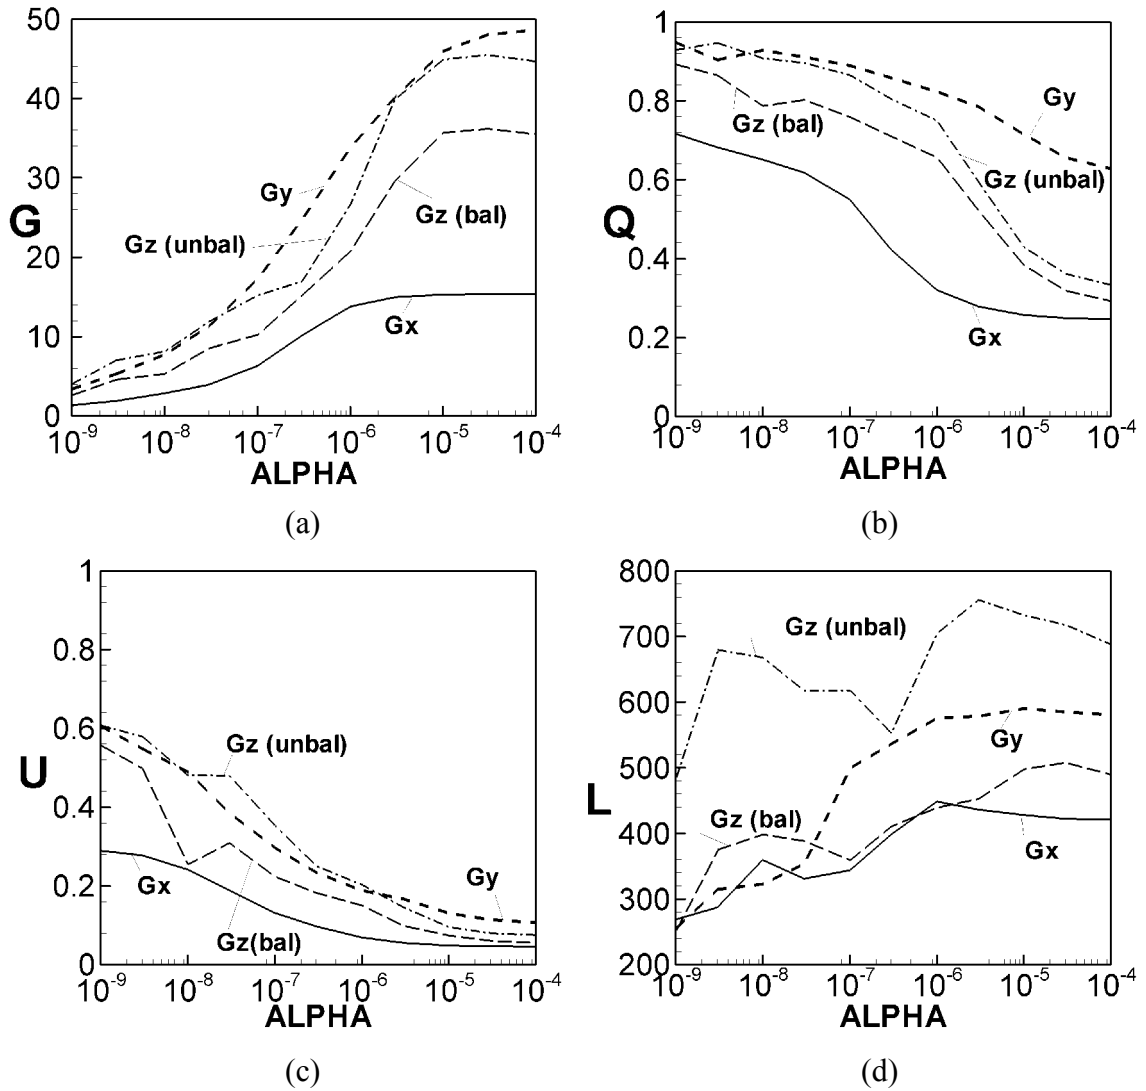 50
40
30
20
10
0
G
Gy
Gz (unbal)
Gz (bal)
Gx
10-9 10-8 10-7 10-6 10-5 10-4
ALPHA
(a)
1
0.8
0.6
0.4
0.2
0
Q
Gy
Gz (bal)
Gz (unbal)
Gx
10-9 10-8 10-7 10-6 10-5 10-4
ALPHA
(b)
1
0.8
0.6
0.4
0.2
0
U
Gz (unbal)
Gx
Gy
Gz(bal)
10-9 10-8 10-7 10-6 10-5 10-4
ALPHA
(c)
800
700
600
500
400
300
200
L
Gz (unbal)
Gy
Gz (bal)
Gx
10-9 10-8 10-7 10-6 10-5 10-4
ALPHA
(d)